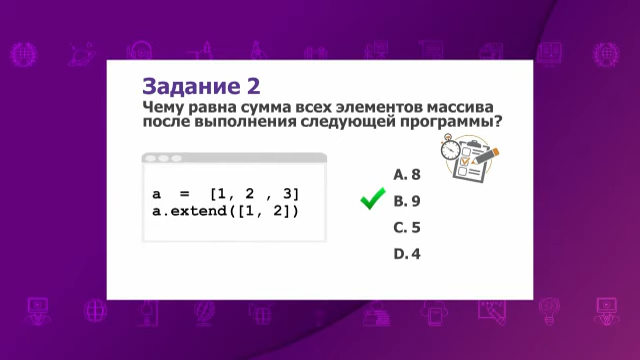 Задание 2
Чему равна сумма всех элементов массива
после выполнения следующей программы?
a = [1, 2 , 3]
a.extend([1, 2])
A. 8
B. 9
C. 5
D. 4